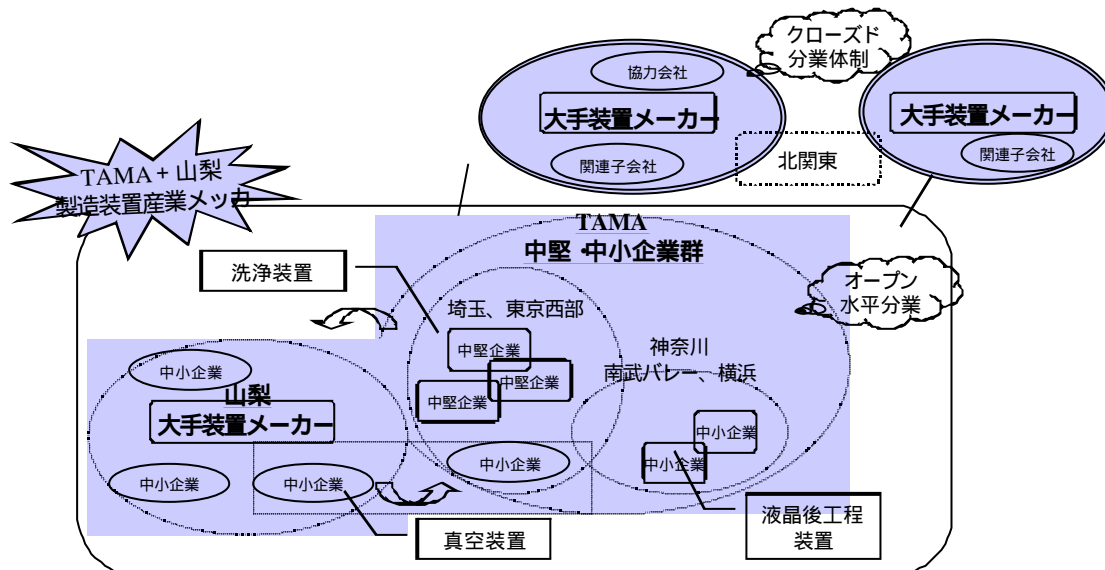 クローズド
分業体制
協力会社
大手装置メーカー
関連子会社
北関東
大手装置メーカー
関連子会社
TAMA + 山梨
製造装置産業メッカ
TAMA
中堅・中小企業群
洗浄装置
オープン
水平分業
埼玉、東京西部
中堅企業
中堅企業
中堅企業
神奈川
南武バレー、横浜
中小企業
中小企業
中小企業
山梨
大手装置メーカー
中小企業
中小企業
中小企業
真空装置
液晶後工程
装置